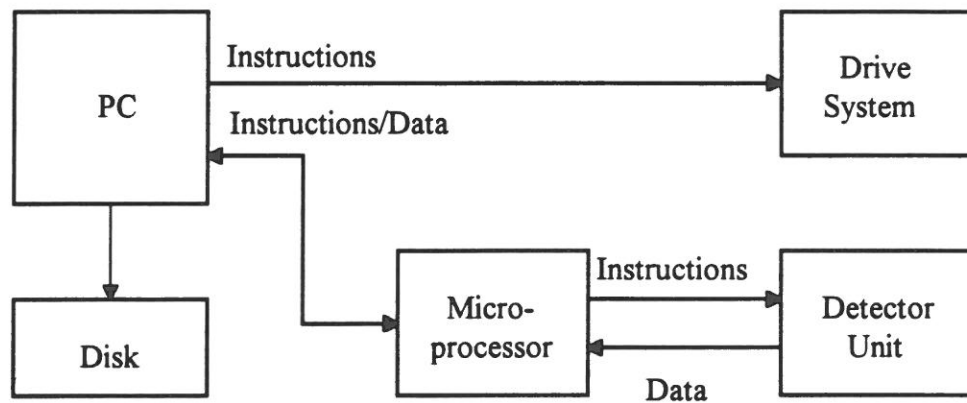 Instructions
PC
Drive
System
Instructions/Data
Micro-
processor
Instructions
Detector
Unit
Disk
Data